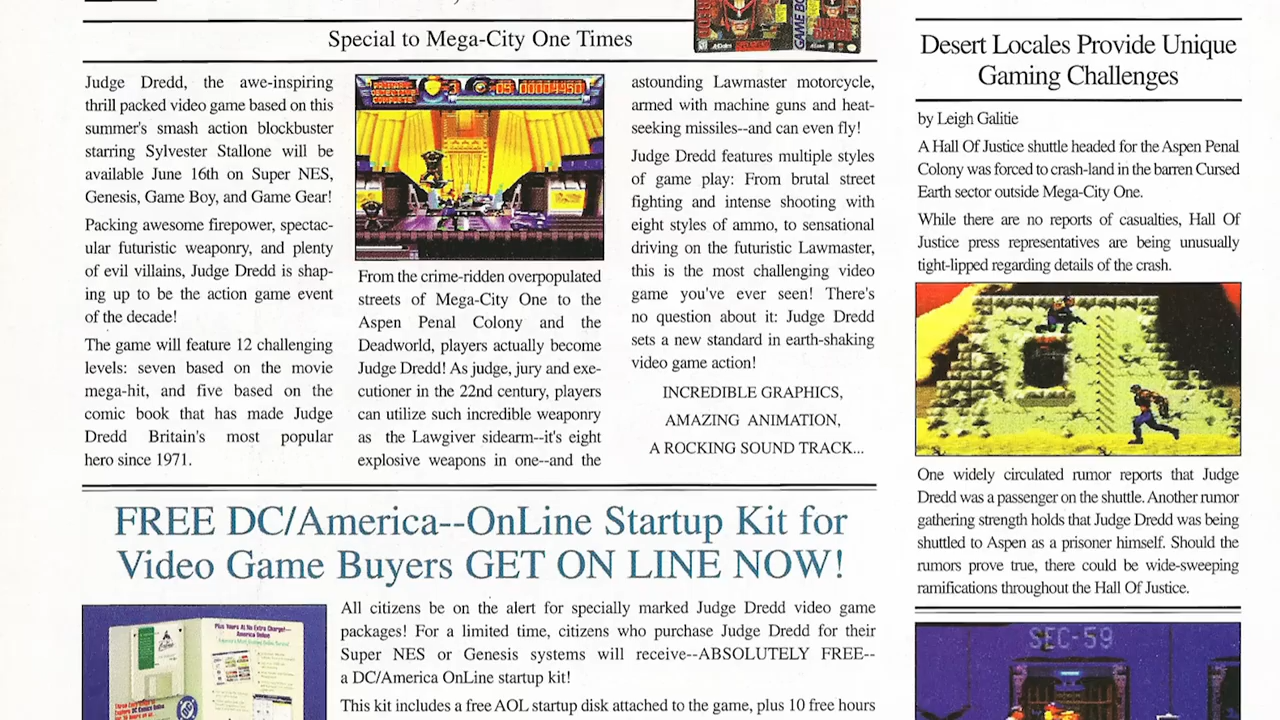 Special to Mega-City One Times
Judge Dredd, the awe-inspiring
thrill packed video game based on this
summer's smash action blockbuster
starring Sylvester Stallone will be
available June 16th on Super NES,
Genesis, Game Boy, and Game Gear!
Packing awesome firepower, spectac-
ular futuristic weaponry, and plenty
of evil villains, Judge Dredd is shap-
ing up to be the action game event
of the decade!
The game will feature 12 challenging
levels: seven based on the movie
mega-hit, and five based on the
comic book that has made Judge
Dredd Britain's most popular
hero since 1971.
PRIMARY
OBJECTIVE
COMPLETE
From the crime-ridden overpopulated
streets of Mega-City One to the
Aspen Penal Colony and the
Deadworld, players actually become
Judge Dredd! As judge, jury and exe-
cutioner in the 22nd century, players
can utilize such incredible weaponry
as the Lawgiver sidearm--it's eight
explosive weapons in one--and the
astounding Lawmaster motorcycle,
armed with machine guns and heat-
seeking missiles--and can even fly!
Judge Dredd features multiple styles
of game play: From brutal street
fighting and intense shooting with
eight styles of ammo, to sensational
driving on the futuristic Lawmaster,
this is the most challenging video
game you've ever seen! There's
no question about it: Judge Dredd
sets a new standard in earth-shaking
video game action!
INCREDIBLE GRAPHICS,
AMAZING ANIMATION,
A ROCKING SOUND TRACK...
FREE DC/America--OnLine Startup Kit for
Video Game Buyers GET ON LINE NOW!
Plus Yours At No Extra Charge!—
America Online
All citizens be on the alert for specially marked Judge Dredd video game
packages! For a limited time, citizens who purchase Judge Dredd for their
Super NES or Genesis systems will receive--ABSOLUTELY FREE--
a DC/America OnLine startup kit!
This kit includes a free AOL startup disk attached to the game, plus 10 free hours
Desert Locales Provide Unique
Gaming Challenges
by Leigh Galitie
A Hall Of Justice shuttle headed for the Aspen Penal
Colony was forced to crash-land in the barren Cursed
Earth sector outside Mega-City One.
While there are no reports of casualties, Hall Of
Justice press representatives are being unusually
tight-lipped regarding details of the crash.
One widely circulated rumor reports that Judge
Dredd was a passenger on the shuttle. Another rumor
gathering strength holds that Judge Dredd was being
shuttled to Aspen as a prisoner himself. Should the
rumors prove true, there could be wide-sweeping
ramifications throughout the Hall Of Justice.
SEC-59